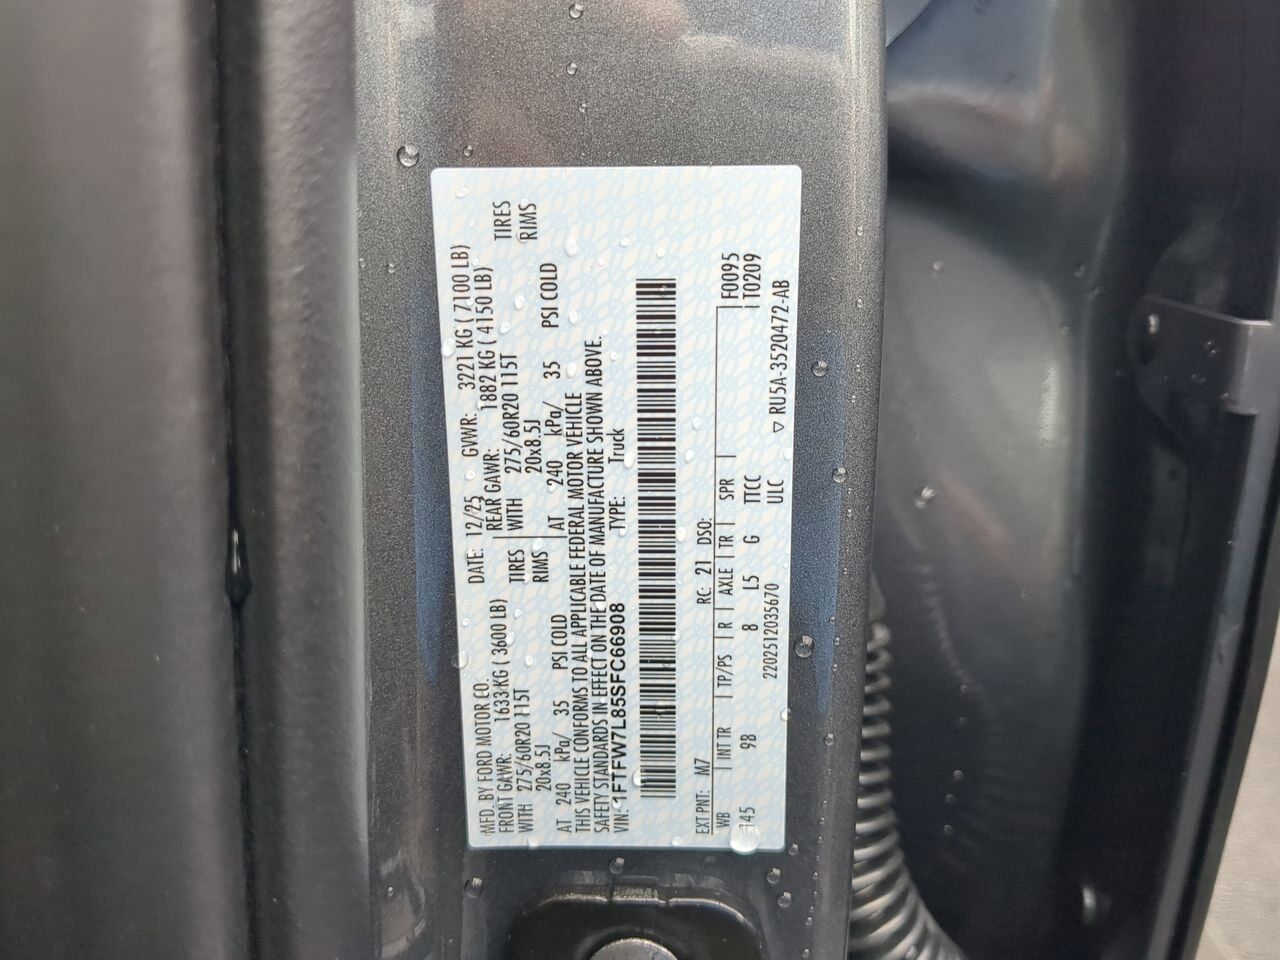 MFD. BY FORD MOTOR CO. DATE: 12/25 GVWR: 3221 KG ( 7100 LB)
FRONT GAWR: 1633 KG ( 3600 LB) REAR GAWR: 1882 KG ( 4150 LB)
WITH 275/60R20 115T TIRES WITH 275/60R20 115T TIRES
20x8.5J RIMS 20x8.5J RIMS
AT 240 kPa/ 35 PSI COLD AT 240 kPa/ 35 PSI COLD
THIS VEHICLE CONFORMS TO ALL APPLICABLE FEDERAL MOTOR VEHICLE
SAFETY STANDARDS IN EFFECT ON THE DATE OF MANUFACTURE SHOWN ABOVE.
VIN: 1FTFW7L85SFC66908 TYPE: Truck
EXT PNT: M7 RC: 21 DSO:
WB INT TR TP/PS R AXLE TR SPR F0095
145 9B 8 L5 G TTCC T0209
2202512035670 ULC
▽ RU5A-3520472-AB